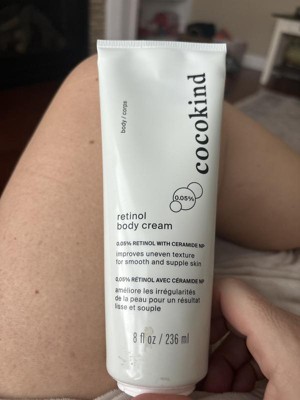 body / corps
cocokind
0.05%
retinol
body cream
0.05% RETINOL WITH CERAMIDE NP
improves uneven texture
for smooth and supple skin
0.05% RÉTINOL AVEC CÉRAMIDE NP
améliore les irrégularités
de la peau pour un résultat
lisse et souple
8 fl oz / 236 ml